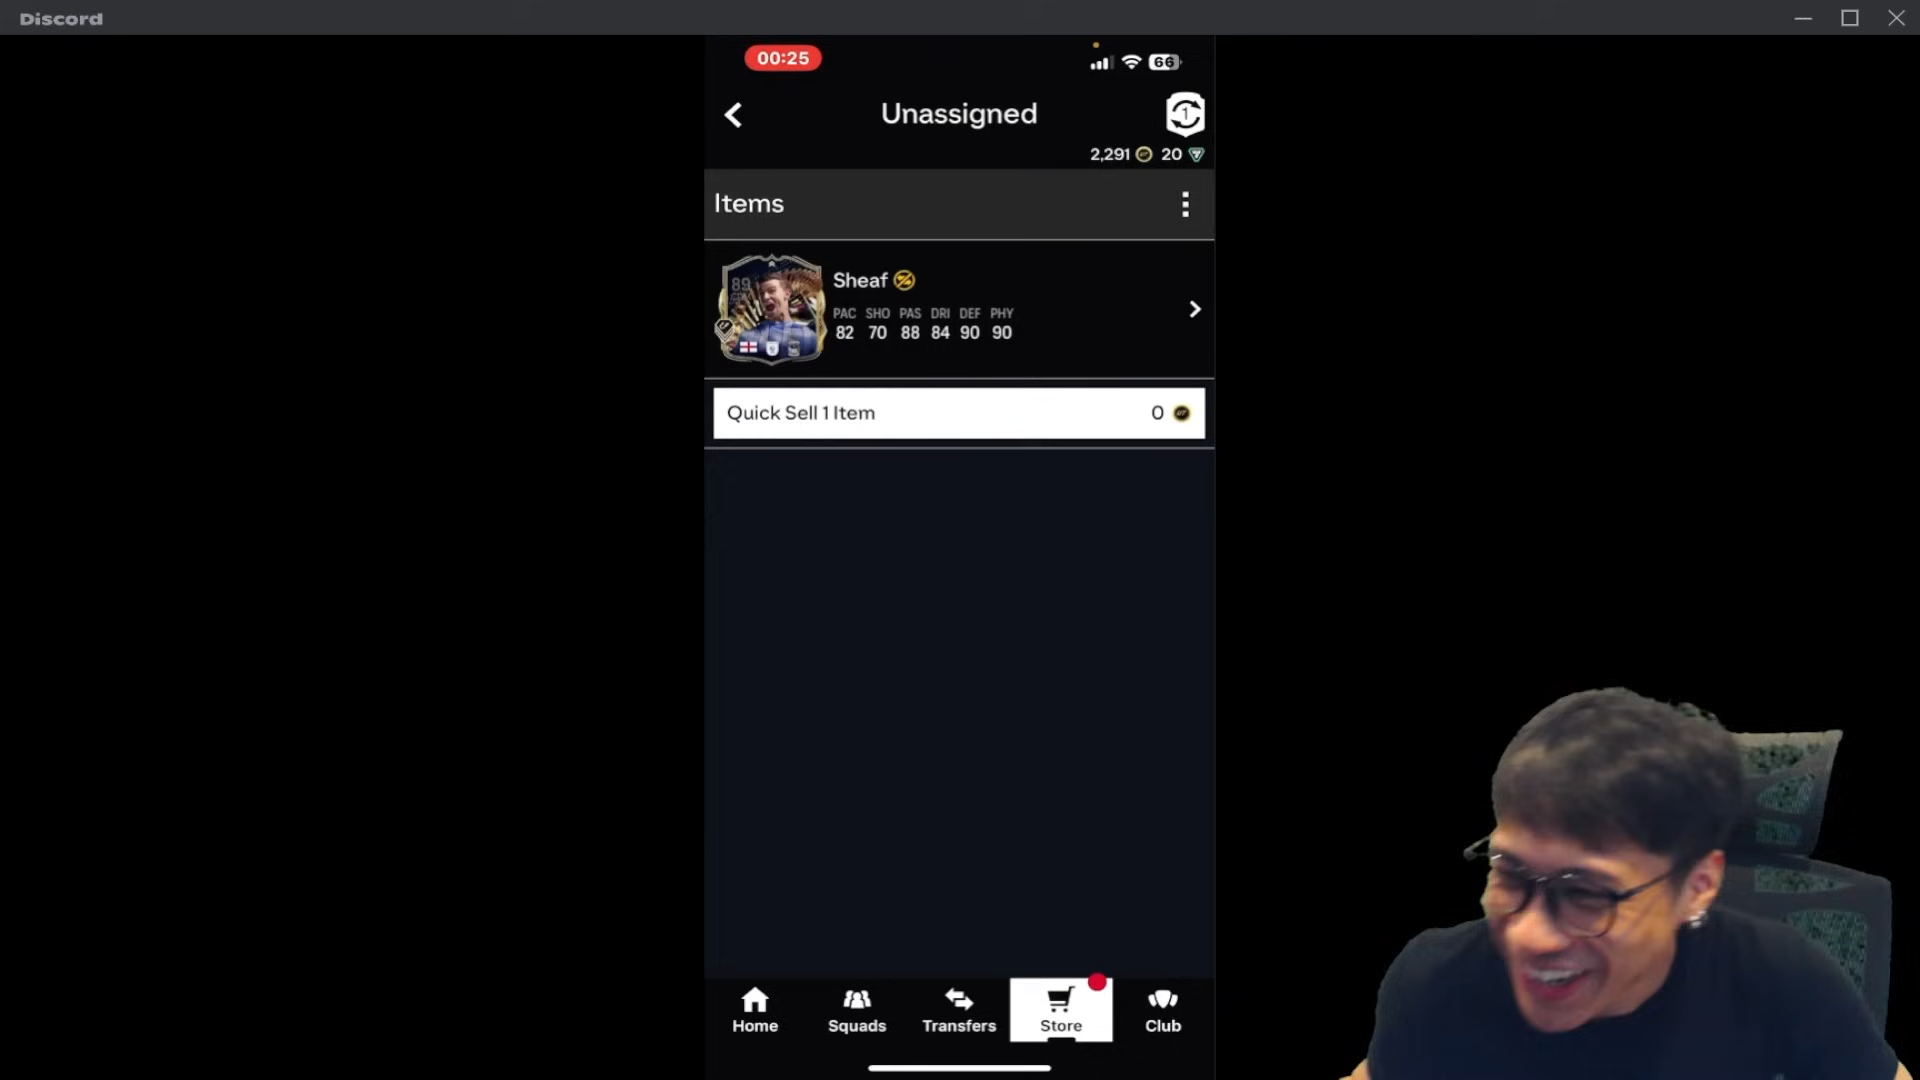 Discord
00:25
66
Unassigned
1
2,291 20
Items
89
Sheaf
PAC SHO PAS DRI DEF PHY
82 70 88 84 90 90
Quick Sell 1 Item 0
Home Squads Transfers Store Club